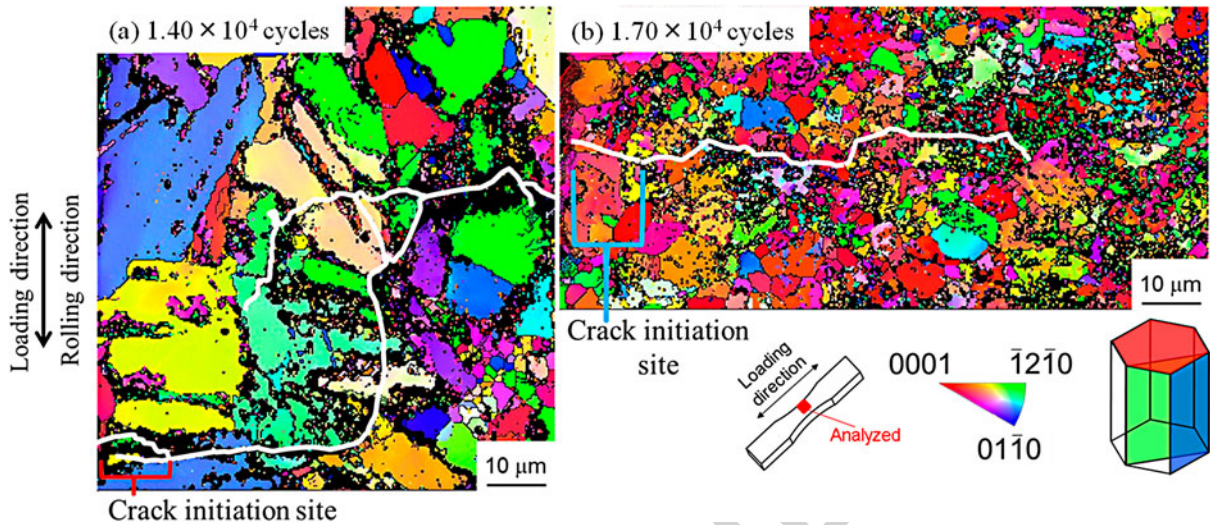 (a) 1.40 × 10⁴ cycles
(b) 1.70 × 10⁴ cycles
Loading direction
Rolling direction
10 μm
Crack initiation site
10 μm
Crack initiation
site
Loading
direction
Analyzed
0001
1̄21̄0
011̄0